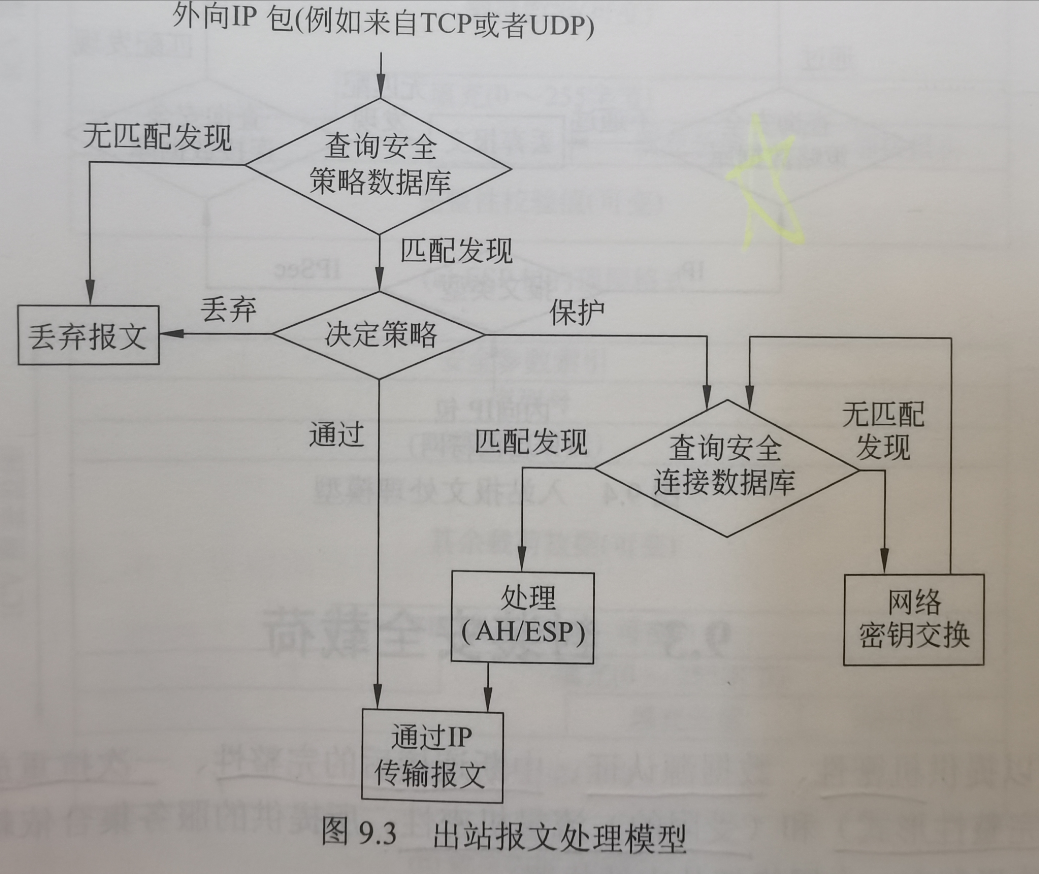 外向IP 包(例如来自TCP或者UDP)
无匹配发现
查询安全
策略数据库
匹配发现
丢弃报文
丢弃
决定策略
保护
通过
匹配发现
查询安全
连接数据库
无匹配
发现
处理
(AH/ESP)
网络
密钥交换
通过IP
传输报文
图 9.3 出站报文处理模型